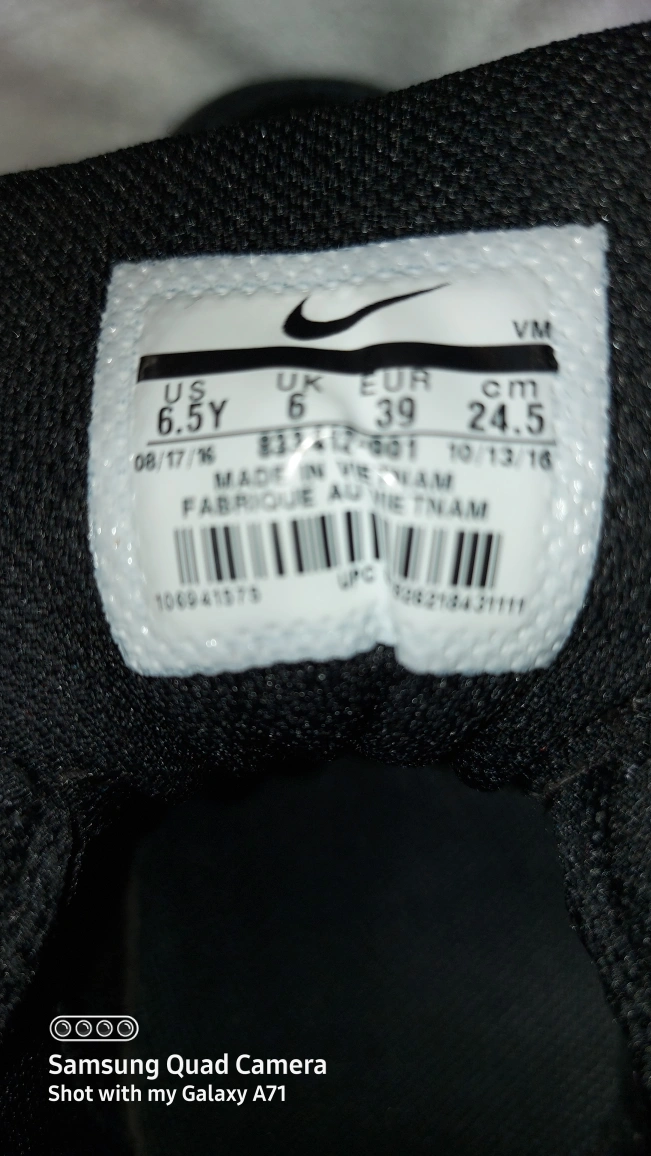 VM
US UK EUR cm
6.5Y 6 39 24.5
08/17/16 10/13/16
MADE IN VIETNAM
FABRIQUE AU VIETNAM
UPC
Samsung Quad Camera
Shot with my Galaxy A71